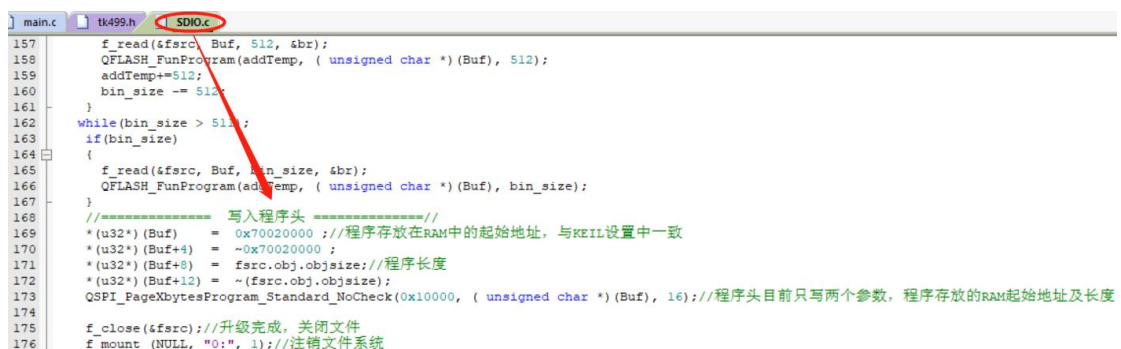 main.c tk499.h SDIO.c
157 f_read(&fsrc, Buf, 512, &br);
158 QFLASH_FunProgram(addTemp, ( unsigned char *)(Buf), 512);
159 addTemp+=512;
160 bin_size -= 512;
161 }
162 while(bin_size > 511);
163 if(bin_size)
164 {
165 f_read(&fsrc, Buf, bin_size, &br);
166 QFLASH_FunProgram(addTemp, ( unsigned char *)(Buf), bin_size);
167 }
168 //============== 写入程序头 ==============//
169 *(u32*)(Buf) = 0x70020000 ;//程序存放在RAM中的起始地址，与KEIL设置中一致
170 *(u32*)(Buf+4) = ~0x70020000 ;
171 *(u32*)(Buf+8) = fsrc.obj.objsize;//程序长度
172 *(u32*)(Buf+12) = ~(fsrc.obj.objsize);
173 QSPI_PageXbytesProgram_Standard_NoCheck(0x10000, ( unsigned char *)(Buf), 16);//程序头目前只写两个参数，程序存放的RAM起始地址及长度
174
175 f_close(&fsrc);//升级完成，关闭文件
176 f_mount (NULL, "0:", 1);//注销文件系统